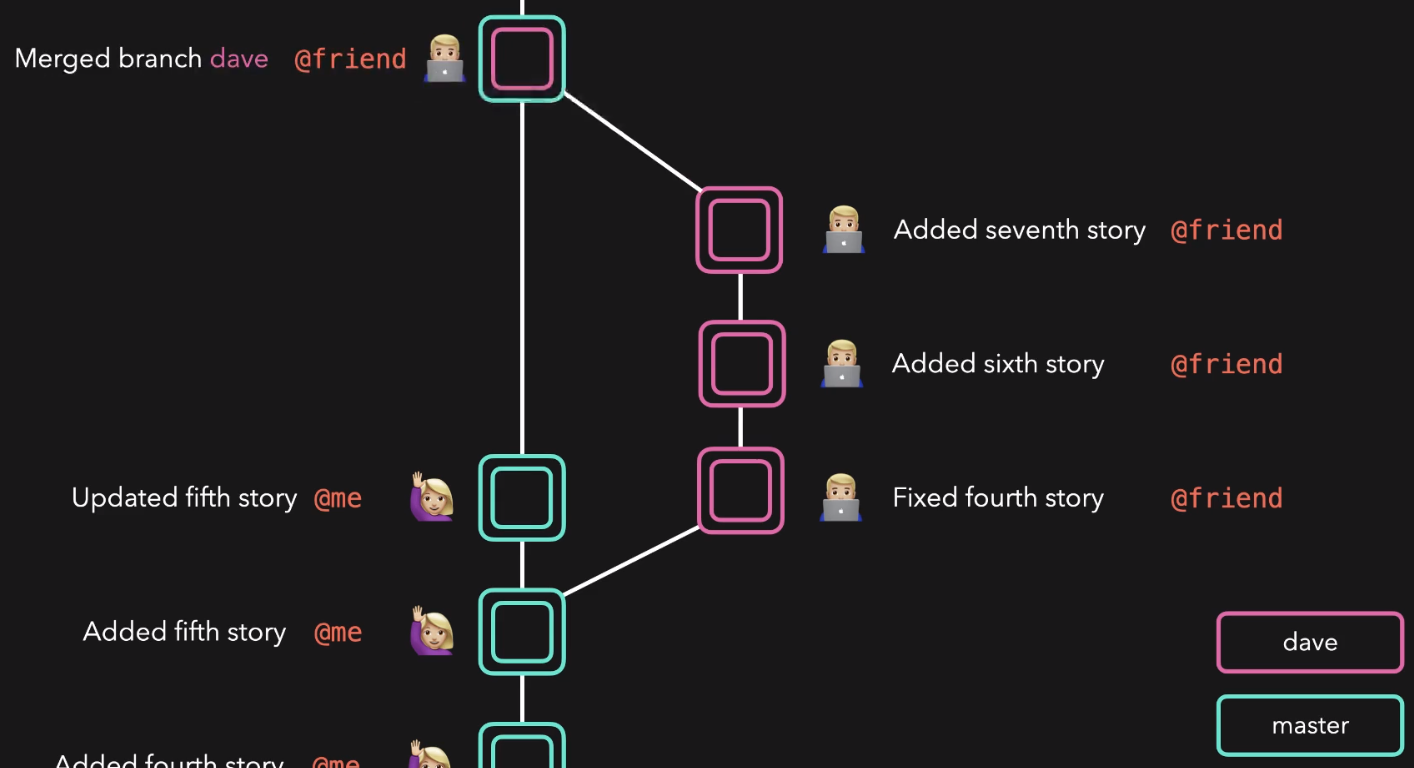 Merged branch dave @friend
Added seventh story @friend
Added sixth story @friend
Updated fifth story @me
Fixed fourth story @friend
Added fifth story @me
dave
master
Added fourth story @me